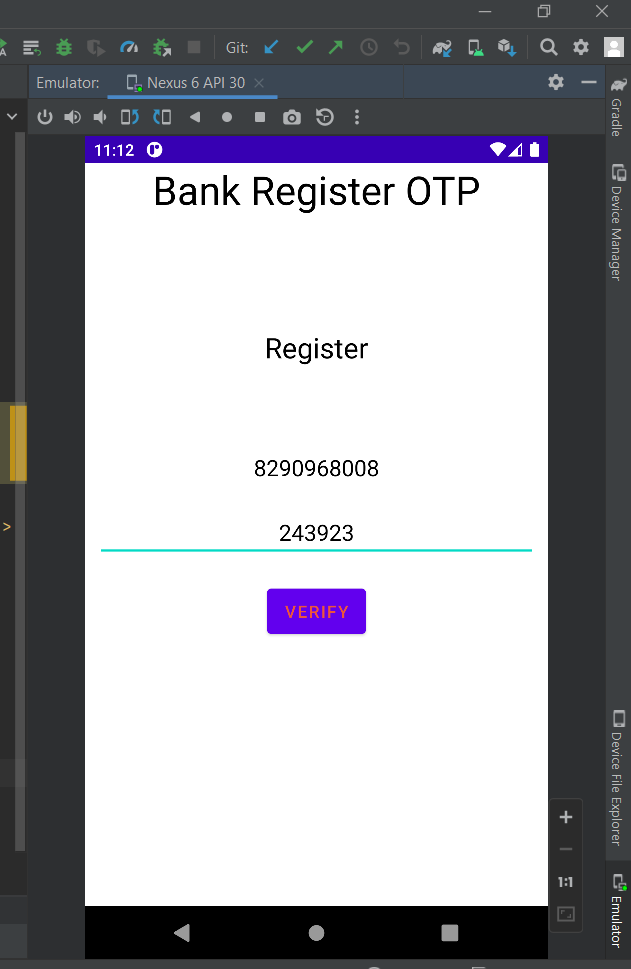 Git:
Emulator:
Nexus 6 API 30
Gradle
11:12
Bank Register OTP
Device Manager
Register
8290968008
243923
VERIFY
Device File Explorer
1:1
Emulator